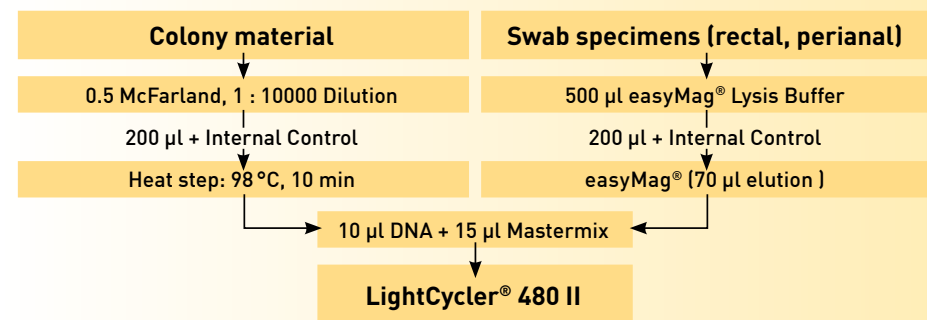 Colony material
0.5 McFarland, 1 : 10000 Dilution
200 µl + Internal Control
Heat step: 98 °C, 10 min
Swab specimens (rectal, perianal)
500 µl easyMag® Lysis Buffer
200 µl + Internal Control
easyMag® (70 µl elution )
10 µl DNA + 15 µl Mastermix
LightCycler® 480 II